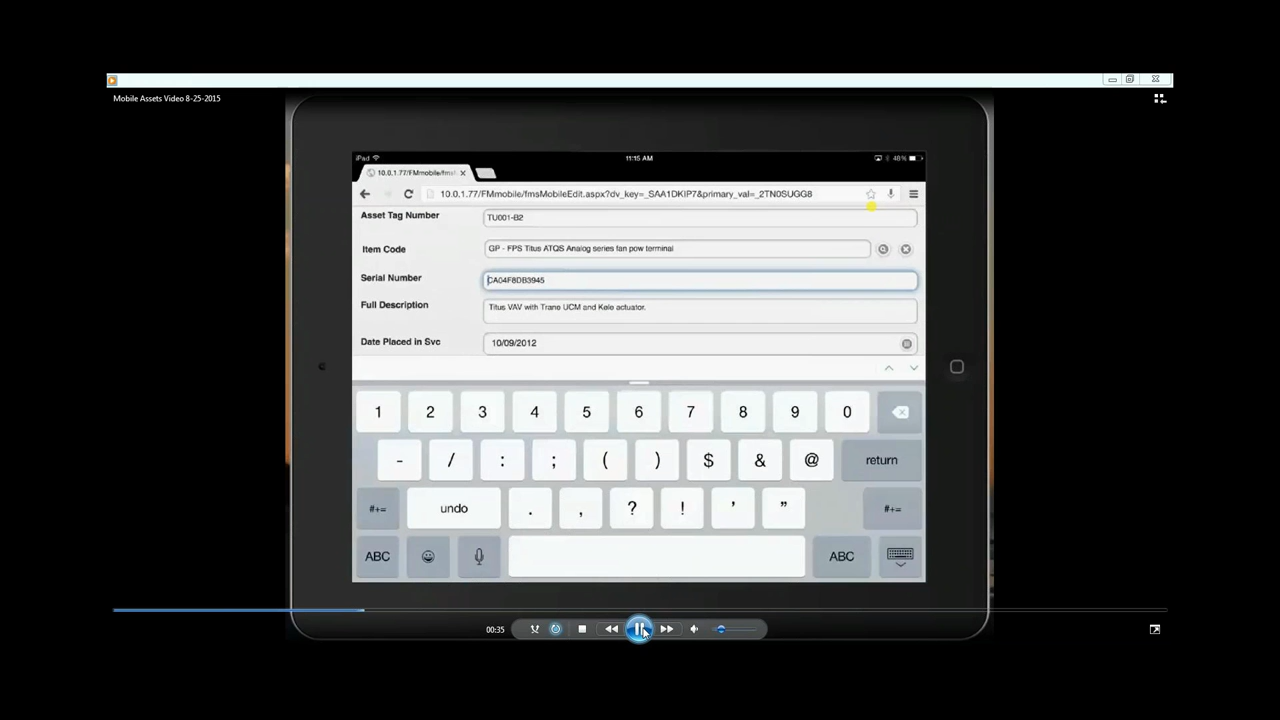 Mobile Assets Video 8-25-2015
iPad 11:15 AM 48%
10.0.1.77/FMmobile/fms
10.0.1.77/FMmobile/fmsMobileEdit.aspx?dv_key=_SAA1DKIP7&primary_val=_2TN0SUGG8
Asset Tag Number TU001-B2
Item Code GP - FPS Titus ATQS Analog series fan pow terminal
Serial Number CA04F8DB3945
Full Description Titus VAV with Trane UCM and Kele actuator.
Date Placed in Svc 10/09/2012
1 2 3 4 5 6 7 8 9 0
- / : ; ( ) $ & @ return
#+= undo . , ? ! ' " #+=
ABC ABC
00:35